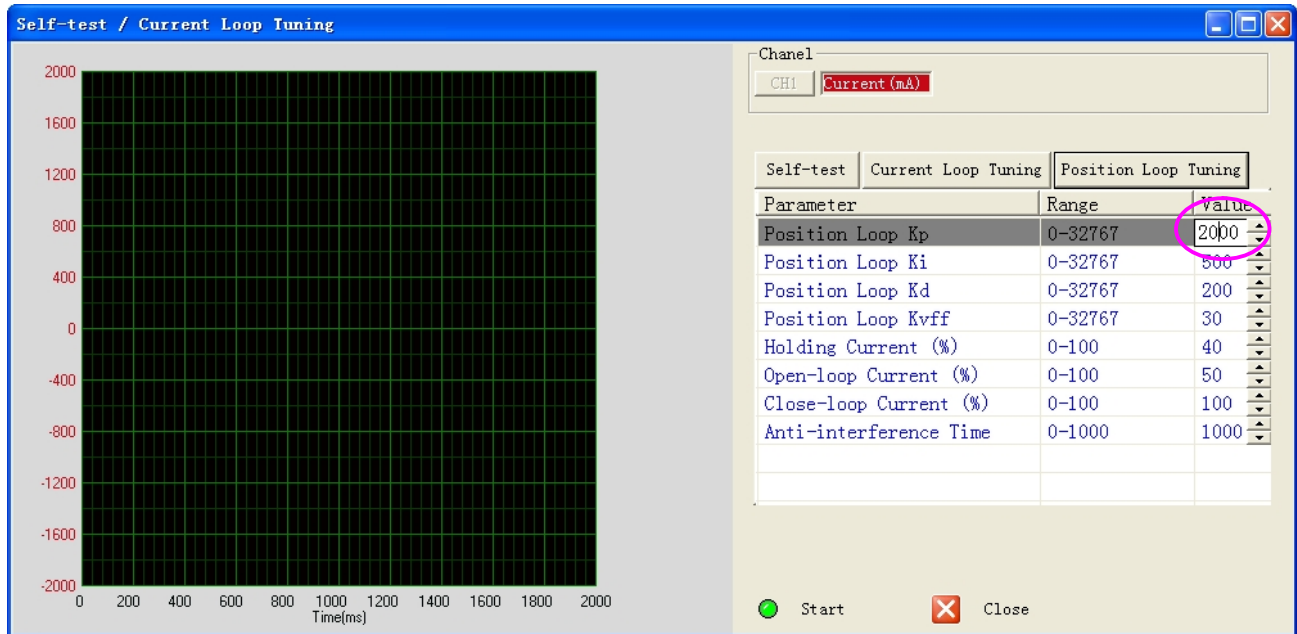 Self-test / Current Loop Tuning
2000
1600
1200
800
400
0
-400
-800
-1200
-1600
-2000
0 200 400 600 800 1000 1200 1400 1600 1800 2000
Time(ms)
Chanel
CH1 Current(mA)
Self-test Current Loop Tuning Position Loop Tuning
Parameter Range Value
Position Loop Kp 0-32767 2000
Position Loop Ki 0-32767 500
Position Loop Kd 0-32767 200
Position Loop Kvff 0-32767 30
Holding Current (%) 0-100 40
Open-loop Current (%) 0-100 50
Close-loop Current (%) 0-100 100
Anti-interference Time 0-1000 1000
Start Close